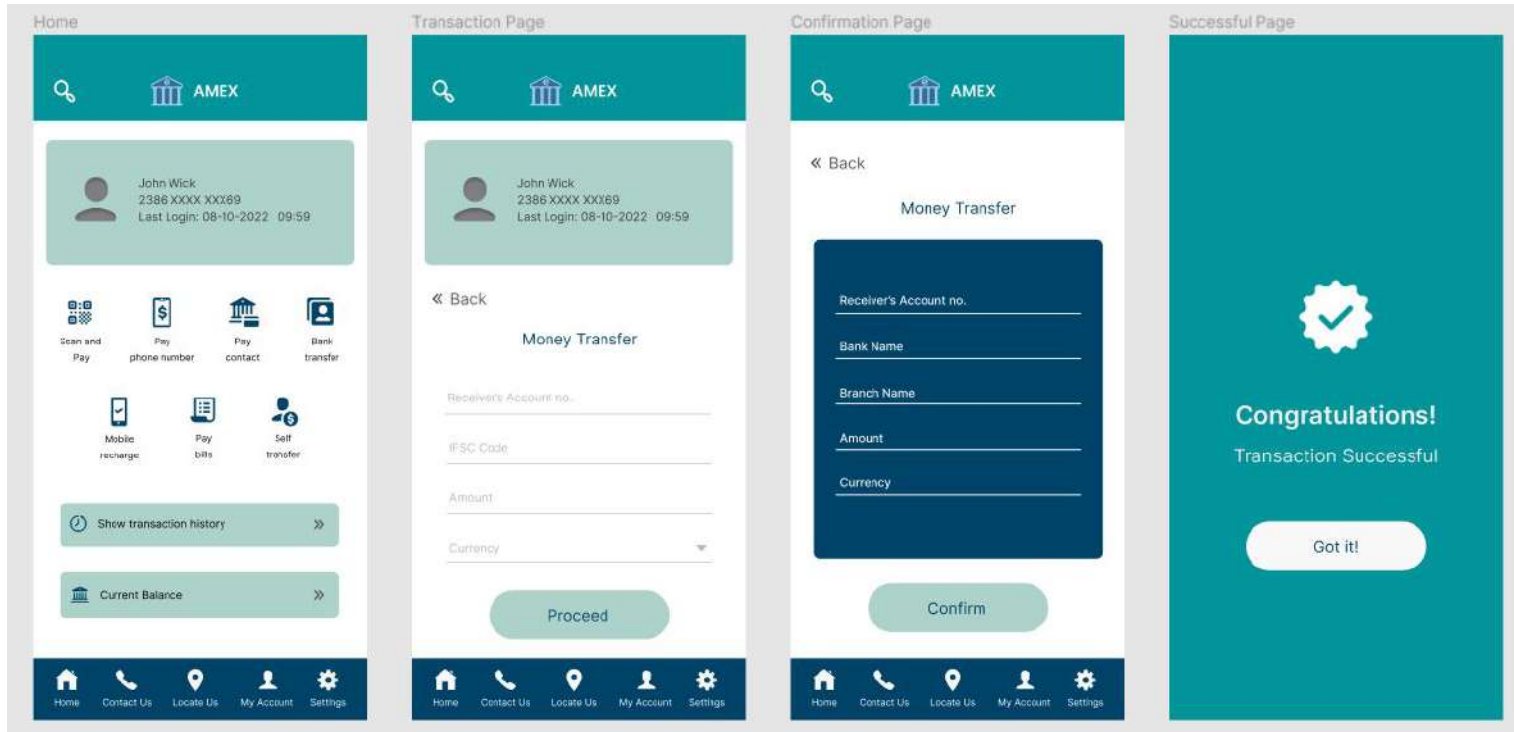 Home
AMEX
John Wick
2386 XXXX XXX69
Last Login: 08-10-2022 09:59
Scan and
Pay
Pay
phone number
Pay
contact
Bank
transfer
Mobile
recharge
Pay
bills
Self
transfer
Show transaction history
Current Balance
Home
Contact Us
Locate Us
My Account
Settings
Transaction Page
AMEX
John Wick
2386 XXXX XXX69
Last Login: 08-10-2022 09:59
« Back
Money Transfer
Receiver's Account no..
IFSC Code
Amount
Currency
Proceed
Home
Contact Us
Locate Us
My Account
Settings
Confirmation Page
AMEX
« Back
Money Transfer
Receiver's Account no.
Bank Name
Branch Name
Amount
Currency
Confirm
Home
Contact Us
Locate Us
My Account
Settings
Successful Page
Congratulations!
Transaction Successful
Got it!